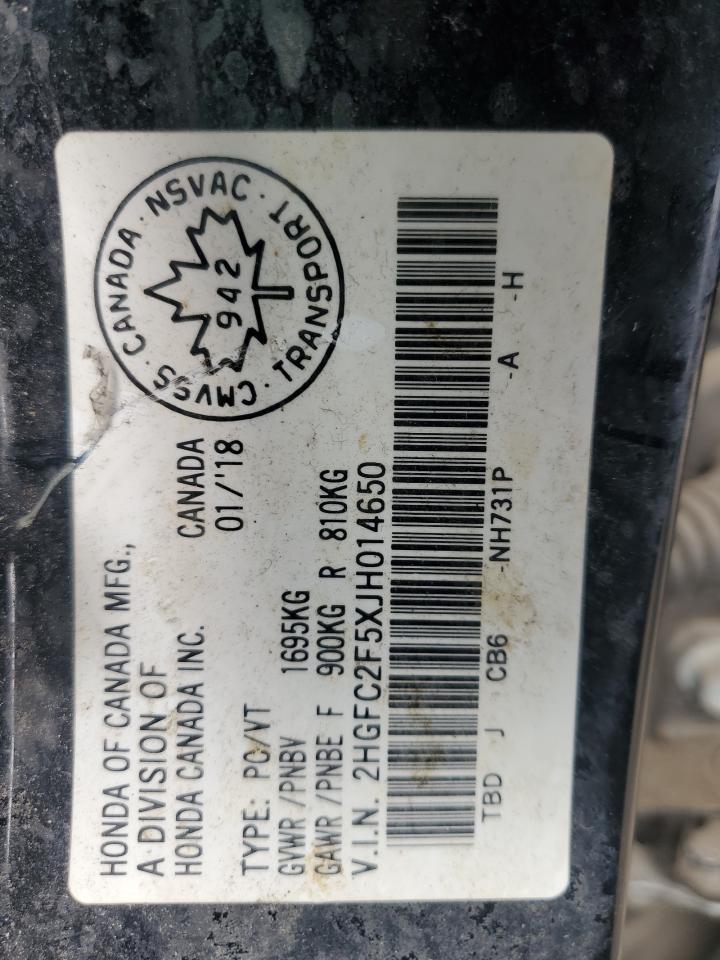 HONDA OF CANADA MFG.,
A DIVISION OF
HONDA CANADA INC.
CANADA
01/'18
CMVSS · CANADA · NSVAC · TRANSPORT ·
942
TYPE: PC/VT
GVWR /PNBV 1695KG
GAWR /PNBE F 900KG R 810KG
V.I.N. 2HGFC2F5XJH014650
TBD J CB6 -NH731P -A -H